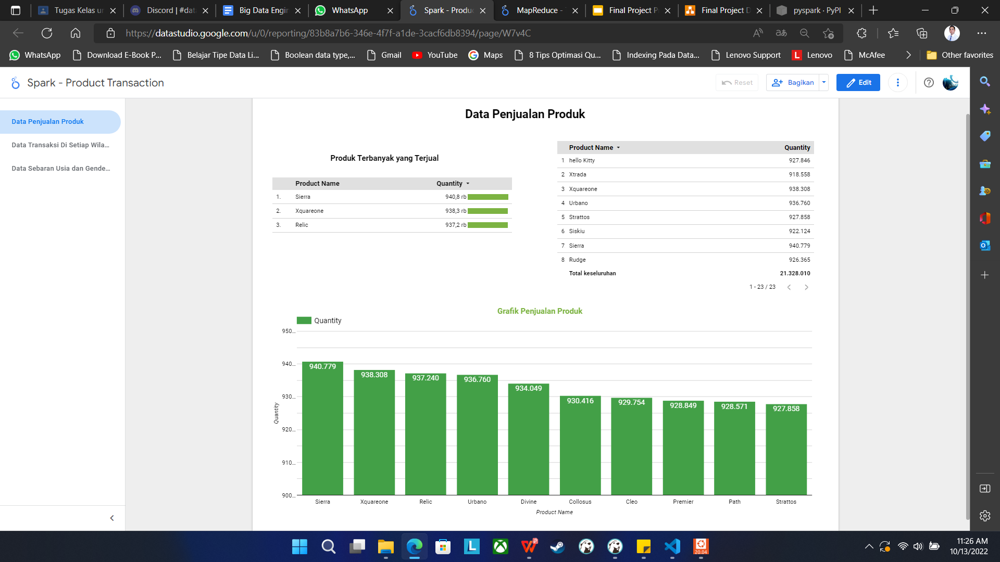 Tugas Kelas un
Discord | #dat
Big Data Engin
WhatsApp
Spark - Produc
MapReduce -
Final Project P
Final Project D
pyspark · PyPI
https://datastudio.google.com/u/0/reporting/83b8a7b6-346e-4f7f-a1de-3cacf6db8394/page/W7v4C
WhatsApp
Download E-Book P...
Belajar Tipe Data Li...
Boolean data type,...
Gmail
YouTube
Maps
8 Tips Optimasi Qu...
Indexing Pada Data...
Lenovo Support
Lenovo
McAfee
Other favorites
Spark - Product Transaction
Reset
Bagikan
Edit
Data Penjualan Produk
Data Transaksi Di Setiap Wila...
Data Sebaran Usia dan Gende...
Data Penjualan Produk
Produk Terbanyak yang Terjual
Product Name Quantity
1. Sierra 940,8 rb
2. Xquareone 938,3 rb
3. Relic 937,2 rb
Product Name Quantity
1 hello Kitty 927.846
2 Xtrada 918.558
3 Xquareone 938.308
4 Urbano 936.760
5 Strattos 927.858
6 Siskiu 922.124
7 Sierra 940.779
8 Rudge 926.365
Total keseluruhan 21.328.010
1 - 23 / 23
Grafik Penjualan Produk
Quantity
950...
940...
930...
920...
910...
900...
Quantity
940.779 938.308 937.240 936.760 934.049 930.416 929.754 928.849 928.571 927.858
Sierra Xquareone Relic Urbano Divine Collosus Cleo Premier Path Strattos
Product Name
2
20.04
11:26 AM
10/13/2022